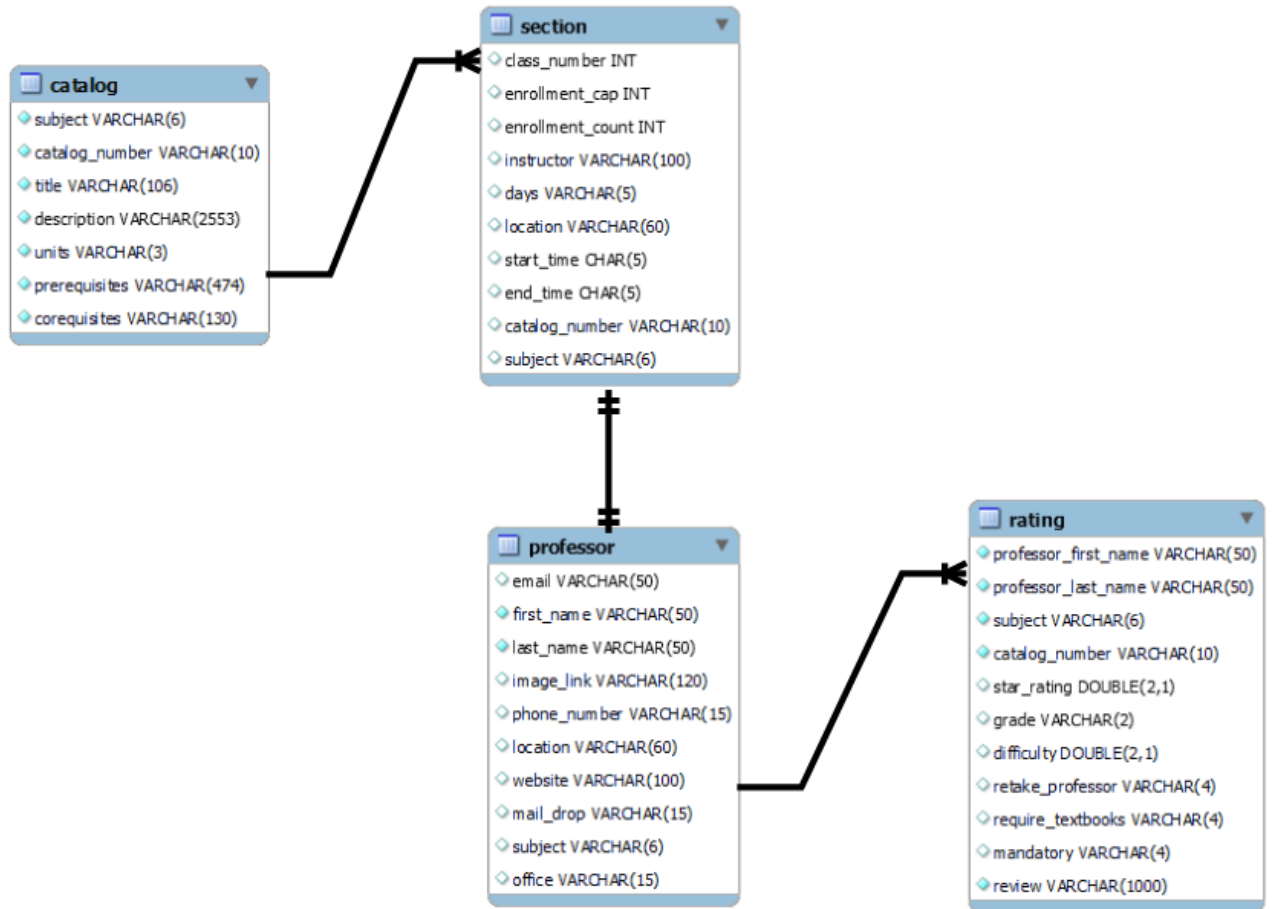 catalog
subject VARCHAR(6)
catalog_number VARCHAR(10)
title VARCHAR(106)
description VARCHAR(2553)
units VARCHAR(3)
prerequisites VARCHAR(474)
corequisites VARCHAR(130)
section
class_number INT
enrollment_cap INT
enrollment_count INT
instructor VARCHAR(100)
days VARCHAR(5)
location VARCHAR(60)
start_time CHAR(5)
end_time CHAR(5)
catalog_number VARCHAR(10)
subject VARCHAR(6)
professor
email VARCHAR(50)
first_name VARCHAR(50)
last_name VARCHAR(50)
image_link VARCHAR(120)
phone_number VARCHAR(15)
location VARCHAR(60)
website VARCHAR(100)
mail_drop VARCHAR(15)
subject VARCHAR(6)
office VARCHAR(15)
rating
professor_first_name VARCHAR(50)
professor_last_name VARCHAR(50)
subject VARCHAR(6)
catalog_number VARCHAR(10)
star_rating DOUBLE(2,1)
grade VARCHAR(2)
difficulty DOUBLE(2,1)
retake_professor VARCHAR(4)
require_textbooks VARCHAR(4)
mandatory VARCHAR(4)
review VARCHAR(1000)